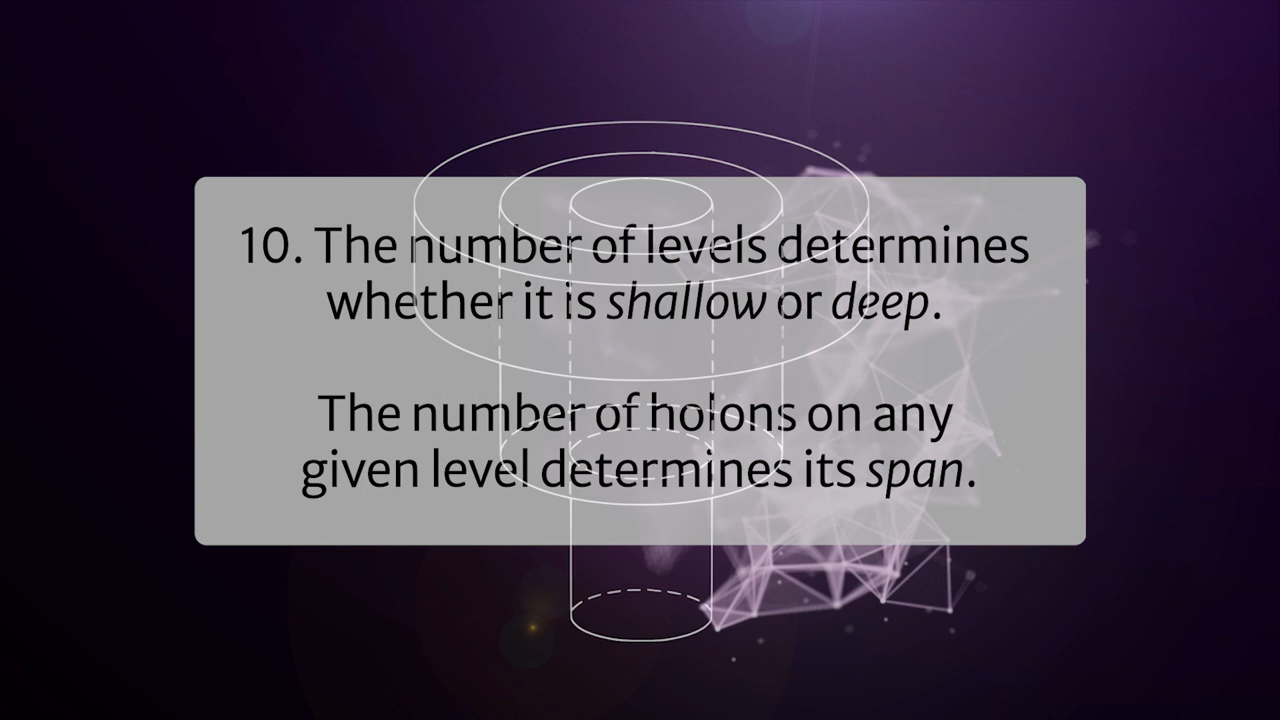 10. The number of levels determines
whether it is shallow or deep.
The number of holons on any
given level determines its span.